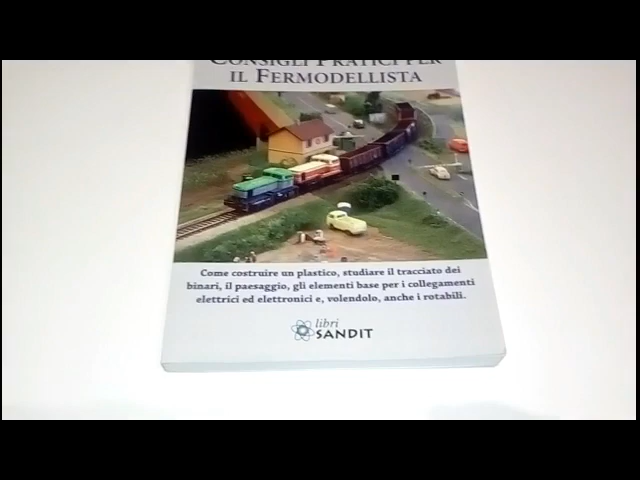 CONSIGLI PRATICI PER
IL FERMODELLISTA
Come costruire un plastico, studiare il tracciato dei
binari, il paesaggio, gli elementi base per i collegamenti
elettrici ed elettronici e, volendolo, anche i rotabili.
libri
SANDIT